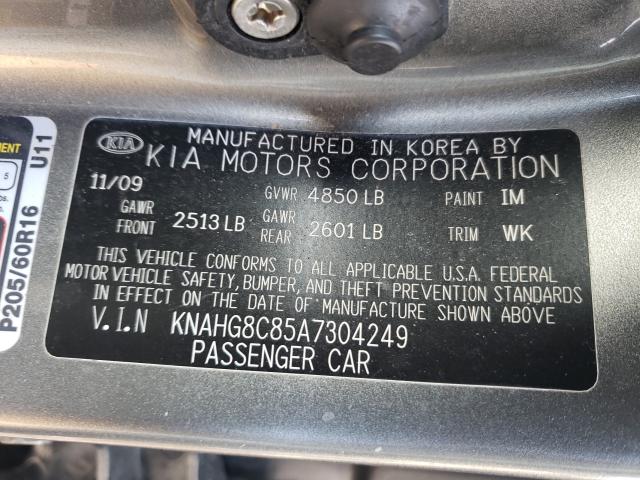 KIA
MANUFACTURED IN KOREA BY
KIA MOTORS CORPORATION
11/09 GVWR 4850 LB PAINT IM
GAWR FRONT 2513 LB GAWR REAR 2601 LB TRIM WK
THIS VEHICLE CONFORMS TO ALL APPLICABLE U.S.A. FEDERAL
MOTOR VEHICLE SAFETY, BUMPER, AND THEFT PREVENTION STANDARDS
IN EFFECT ON THE DATE OF MANUFACTURE SHOWN ABOVE
V.I.N KNAHG8C85A7304249
PASSENGER CAR
5
P205/60R16 U11